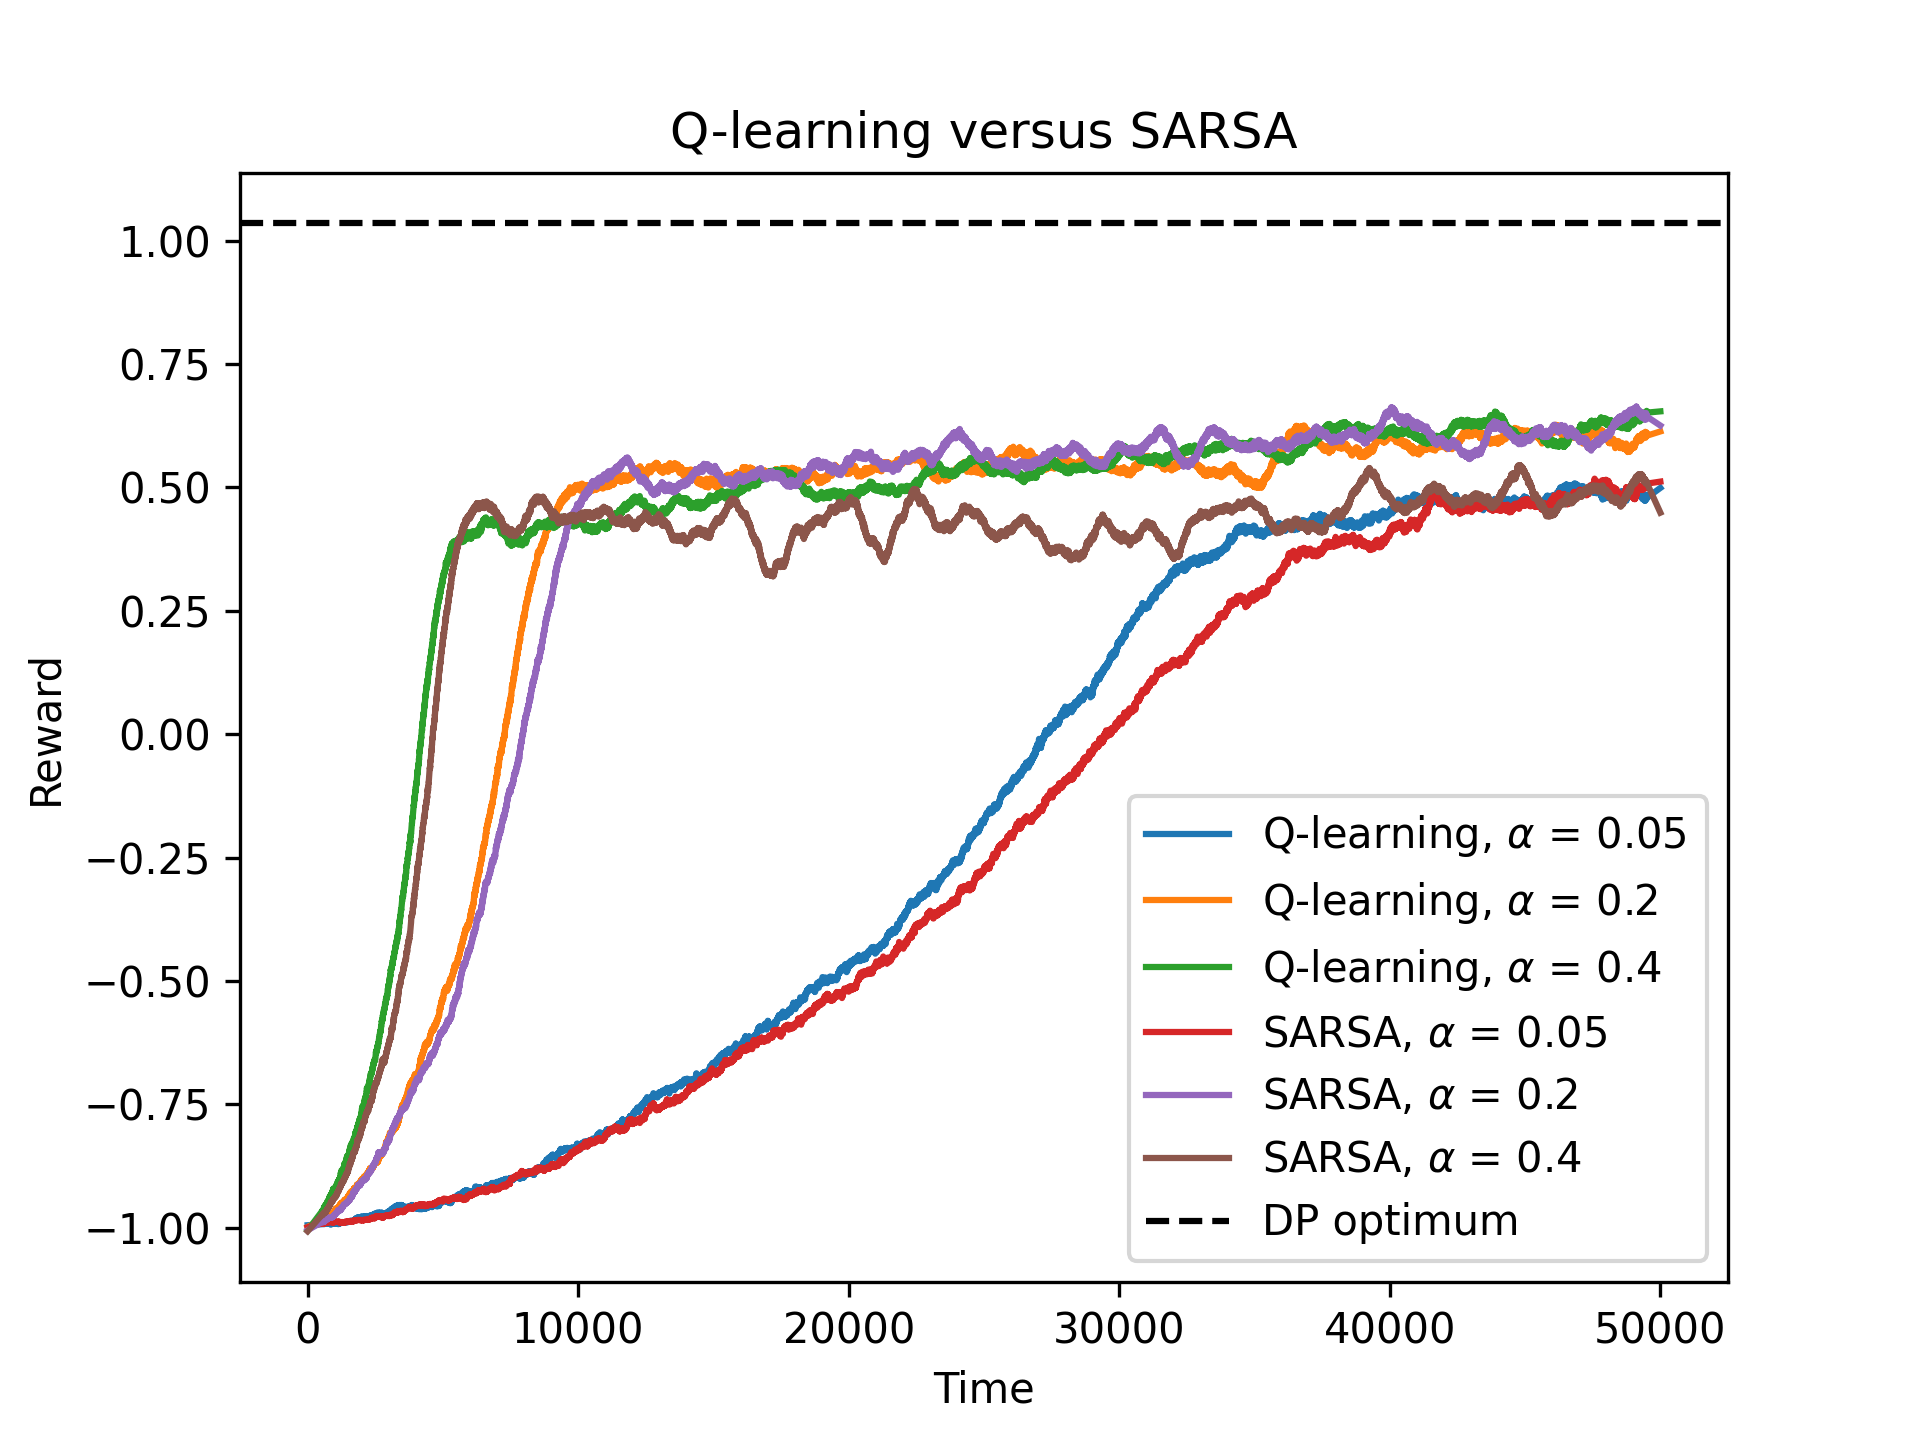 Q-learning versus SARSA
1.00
0.75
0.50
0.25
0.00
−0.25
−0.50
−0.75
−1.00
Reward
0 10000 20000 30000 40000 50000
Time
Q-learning, α = 0.05
Q-learning, α = 0.2
Q-learning, α = 0.4
SARSA, α = 0.05
SARSA, α = 0.2
SARSA, α = 0.4
DP optimum